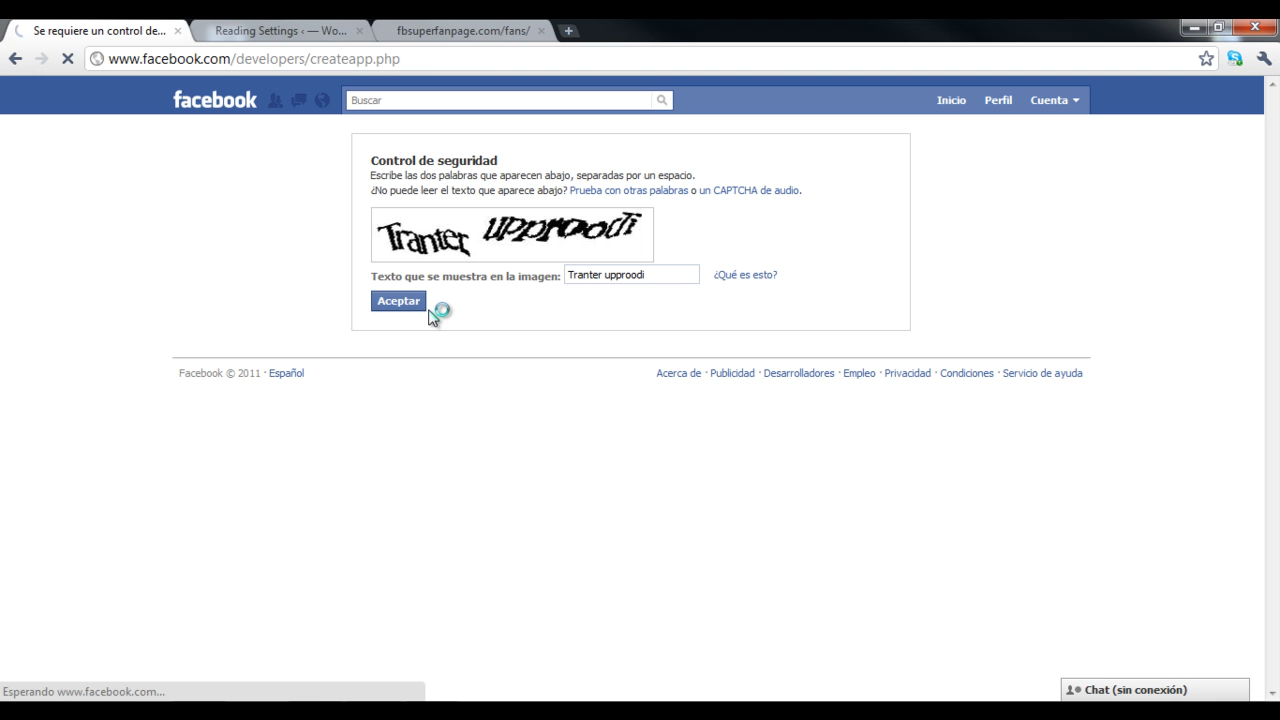 Se requiere un control de...
Reading Settings ‹ — Wo...
fbsuperfanpage.com/fans/
www.facebook.com/developers/createapp.php
facebook
Buscar
Inicio Perfil Cuenta
Control de seguridad
Escribe las dos palabras que aparecen abajo, separadas por un espacio.
¿No puede leer el texto que aparece abajo? Prueba con otras palabras o un CAPTCHA de audio.
Tranter upproodi
Texto que se muestra en la imagen: Tranter upproodi ¿Qué es esto?
Aceptar
Facebook © 2011 · Español
Acerca de · Publicidad · Desarrolladores · Empleo · Privacidad · Condiciones · Servicio de ayuda
Esperando www.facebook.com...
Chat (sin conexión)